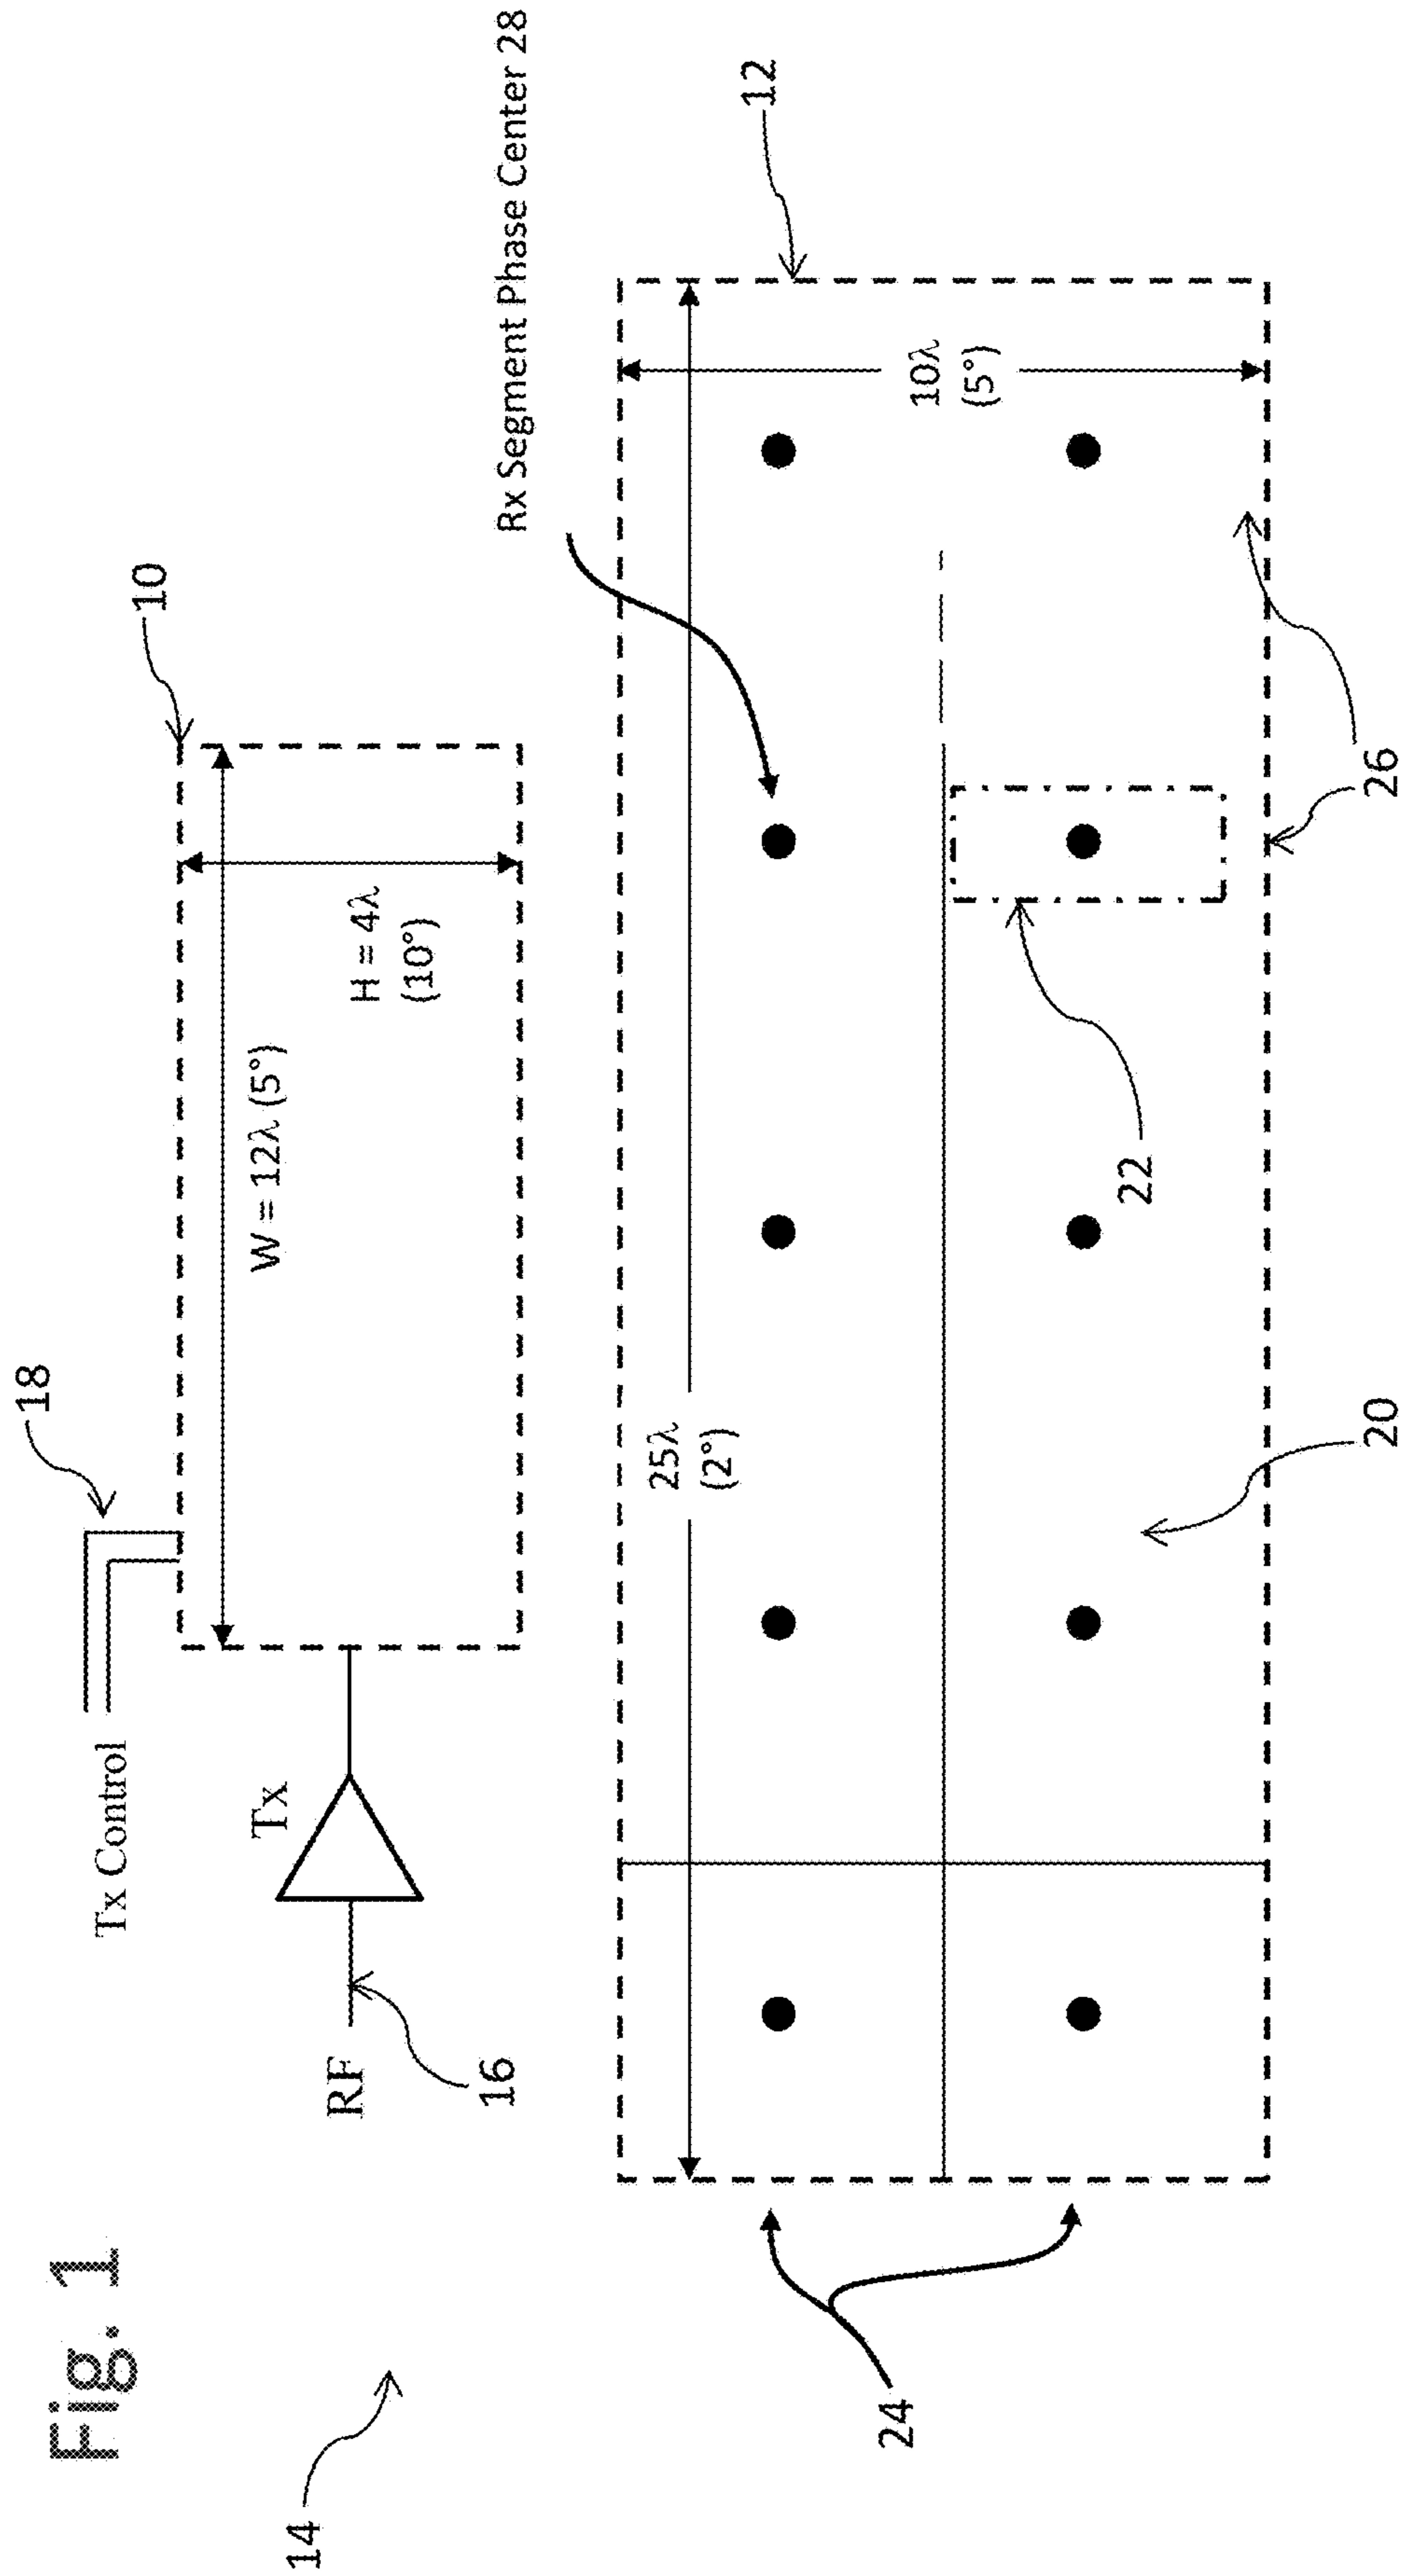 Fig. 1
14
18
Tx Control
10
RF
16
Tx
W = 12λ (5°)
H = 4λ
(10°)
Rx Segment Phase Center 28
12
25λ
(2°)
10λ
(5°)
24
22
20
26